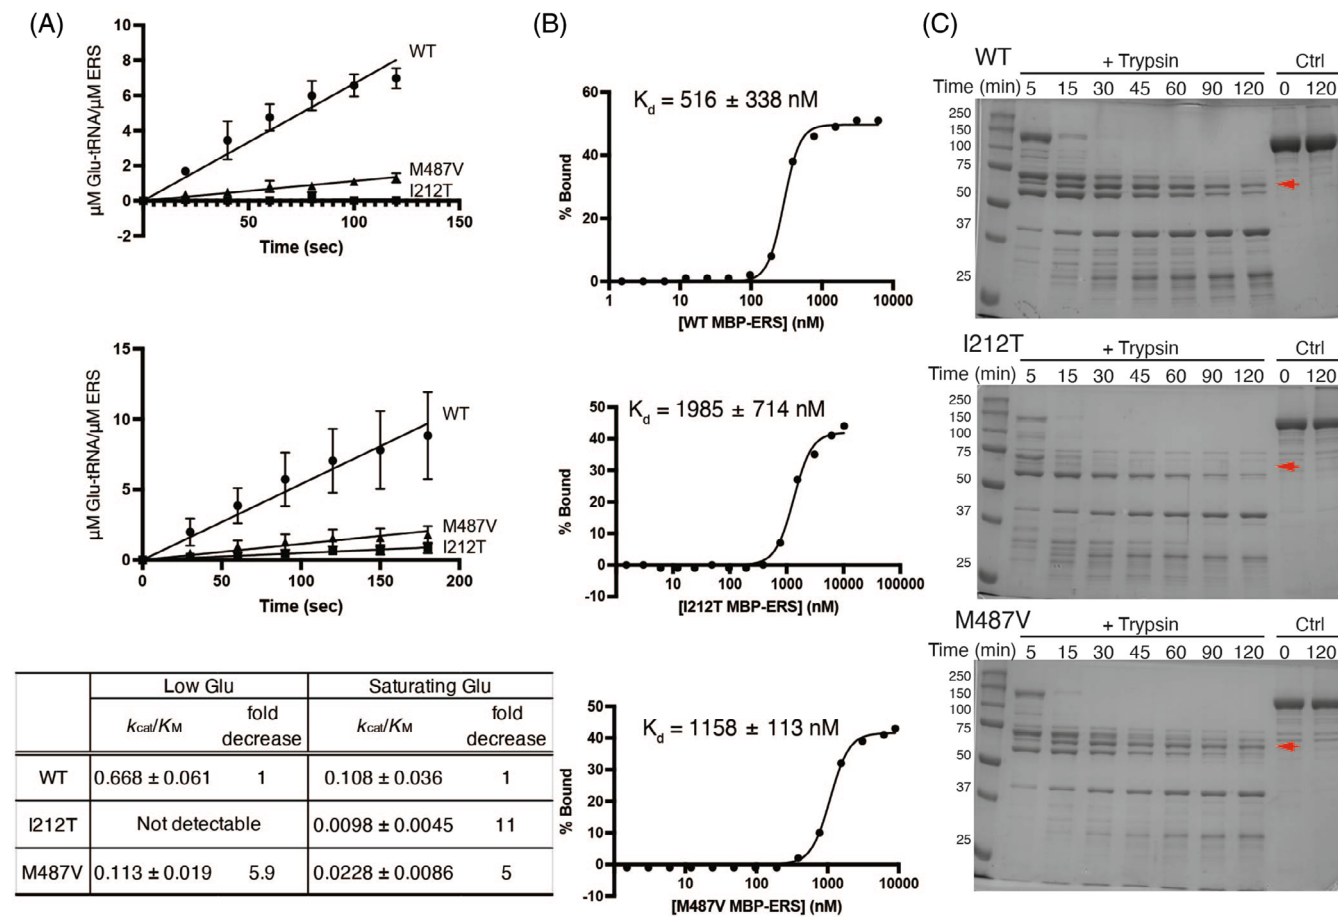 (A)
10
8
6
4
2
0
-2
50
100
150
µM Glu-tRNA/µM ERS
Time (sec)
WT
M487V
I212T
15
10
5
0
0
50
100
150
200
µM Glu-tRNA/µM ERS
Time (sec)
WT
M487V
I212T
Low Glu Saturating Glu
kcat/KM fold decrease kcat/KM fold decrease
WT 0.668 ± 0.061 1 0.108 ± 0.036 1
I212T Not detectable 0.0098 ± 0.0045 11
M487V 0.113 ± 0.019 5.9 0.0228 ± 0.0086 5
(B)
Kd = 516 ± 338 nM
60
40
20
0
% Bound
1 10 100 1000 10000
[WT MBP-ERS] (nM)
Kd = 1985 ± 714 nM
50
40
30
20
10
0
-10
% Bound
10 100 1000 10000 100000
[I212T MBP-ERS] (nM)
Kd = 1158 ± 113 nM
50
40
30
20
10
0
-10
% Bound
10 100 1000 10000
[M487V MBP-ERS] (nM)
(C)
WT + Trypsin Ctrl
Time (min) 5 15 30 45 60 90 120 0 120
250
150
100
75
50
37
25
I212T + Trypsin Ctrl
Time (min) 5 15 30 45 60 90 120 0 120
250
150
100
75
50
37
25
M487V + Trypsin Ctrl
Time (min) 5 15 30 45 60 90 120 0 120
250
150
100
75
50
37
25